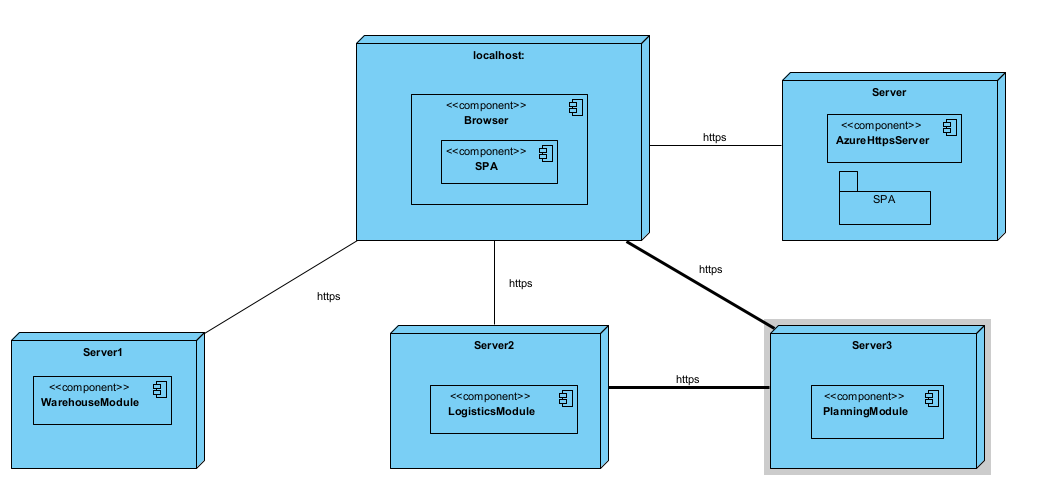 localhost:
<<component>>
Browser
<<component>>
SPA
https
Server
<<component>>
AzureHttpsServer
SPA
https
https
https
Server1
<<component>>
WarehouseModule
Server2
<<component>>
LogisticsModule
https
Server3
<<component>>
PlanningModule